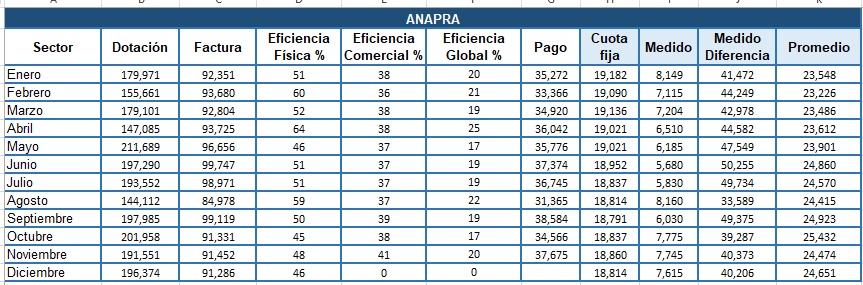 ANAPRA
Sector Dotación Factura Eficiencia Física % Eficiencia Comercial % Eficiencia Global % Pago Cuota fija Medido Medido Diferencia Promedio
Enero 179,971 92,351 51 38 20 35,272 19,182 8,149 41,472 23,548
Febrero 155,661 93,680 60 36 21 33,366 19,090 7,115 44,249 23,226
Marzo 179,101 92,804 52 38 19 34,920 19,136 7,204 42,978 23,486
Abril 147,085 93,725 64 38 25 36,042 19,021 6,510 44,582 23,612
Mayo 211,689 96,656 46 37 17 35,776 19,021 6,185 47,549 23,901
Junio 197,290 99,747 51 37 19 37,374 18,952 5,680 50,255 24,860
Julio 193,552 98,971 51 37 19 36,745 18,837 5,830 49,734 24,570
Agosto 144,112 84,978 59 37 22 31,365 18,814 8,160 33,589 24,415
Septiembre 197,985 99,119 50 39 19 38,584 18,791 6,030 49,375 24,923
Octubre 201,958 91,331 45 38 17 34,566 18,837 7,775 39,287 25,432
Noviembre 191,551 91,452 48 41 20 37,675 18,860 7,745 40,373 24,474
Diciembre 196,374 91,286 46 0 0 18,814 7,615 40,206 24,651